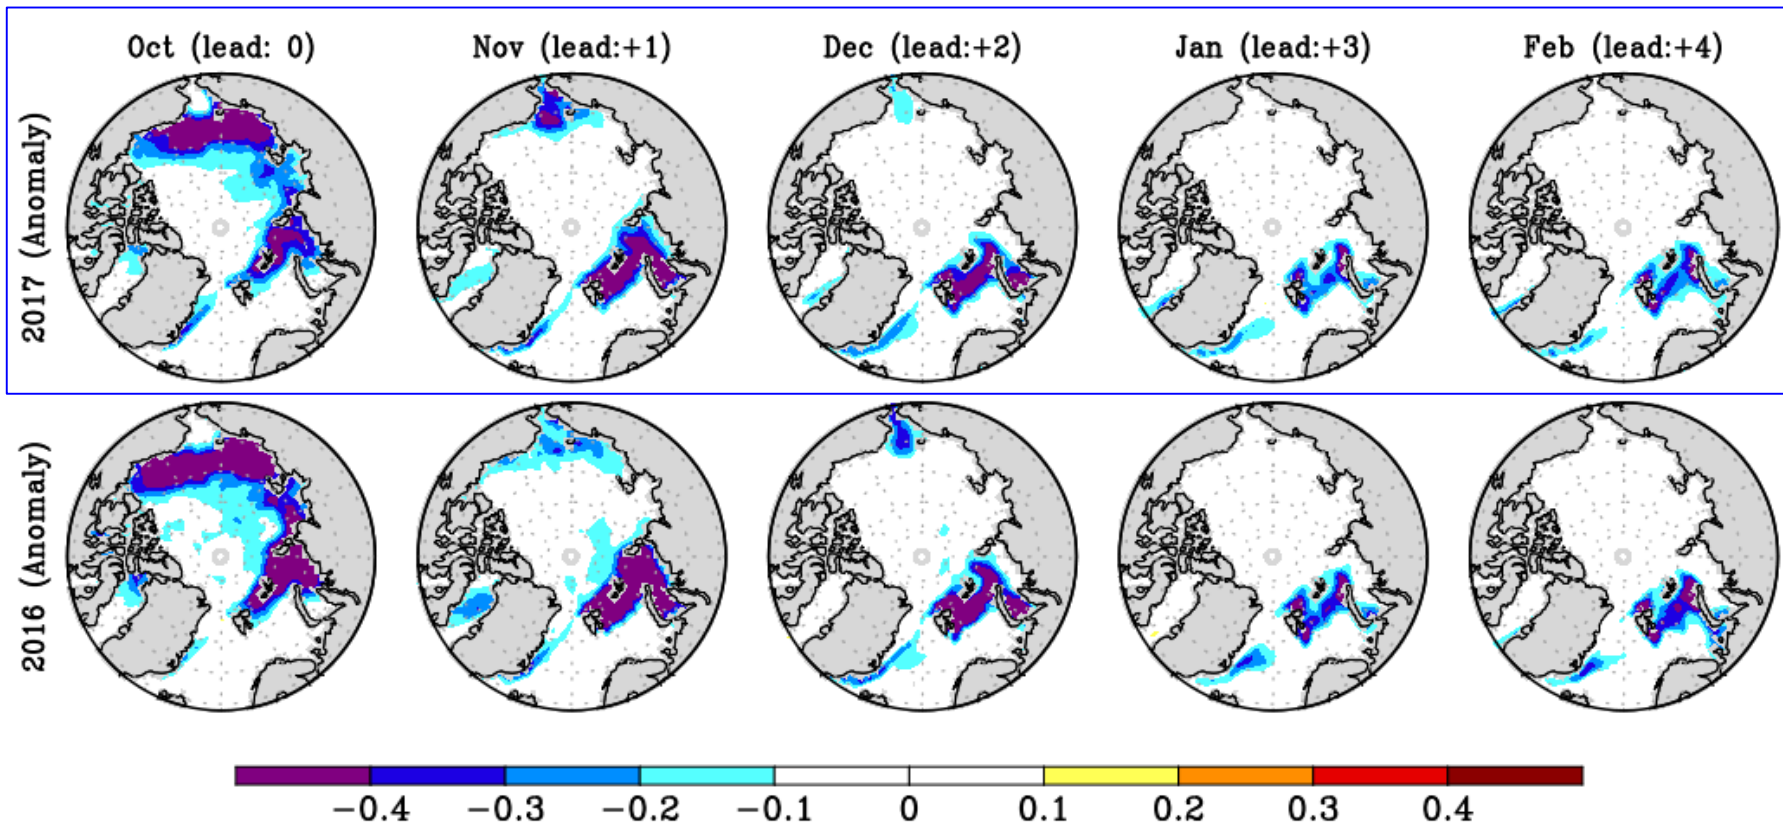 Oct (lead: 0) Nov (lead:+1) Dec (lead:+2) Jan (lead:+3) Feb (lead:+4)
2017 (Anomaly)
2016 (Anomaly)
−0.4 −0.3 −0.2 −0.1 0 0.1 0.2 0.3 0.4